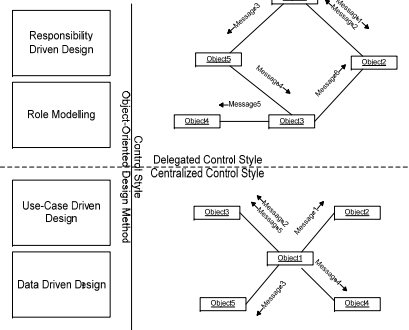 Responsibility
Driven Design
Role Modelling
Use-Case Driven
Design
Data Driven Design
Object-Oriented Design Method
Control Style
Message3
Message1
Message2
Object5
Object2
Message4
Message6
Message5
Object4
Object3
Delegated Control Style
Centralized Control Style
Object3
Message2
Message5
Message1
Object2
Object1
Message4
Message3
Object5
Object4